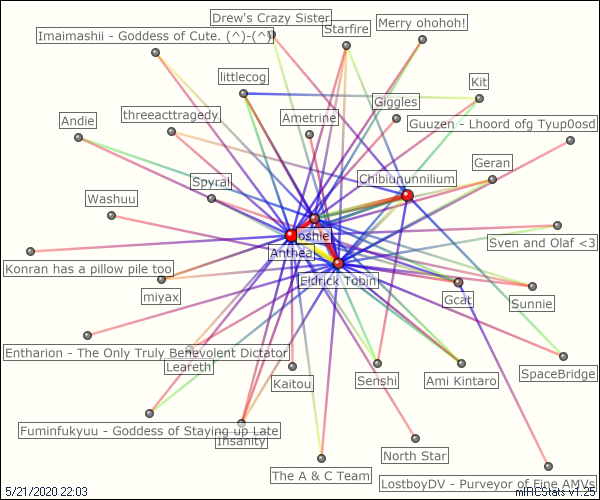 Drew's Crazy Sister
Merry ohohoh!
Starfire
Imaimashii - Goddess of Cute. (^)-(^)
littlecog
Kit
Giggles
threeacttragedy
Ametrine
Andie
Guuzen - Lhoord ofg Tyup0sd
Geran
Chibiununnilium
Spyral
Washuu
oshie
Sven and Olaf <3
Anthea
Konran has a pillow pile too
Eldrick Tobin
miyax
Gcat
Sunnie
Entharion - The Only Truly Benevolent Dictator
Leareth
Kaitou
Senshi
Ami Kintaro
SpaceBridge
Fuminfukyuu - Goddess of Staying up Late
Insanity
North Star
The A & C Team
LostboyDV - Purveyor of Fine AMVs
5/21/2020 22:03
mIRCStats v1.25